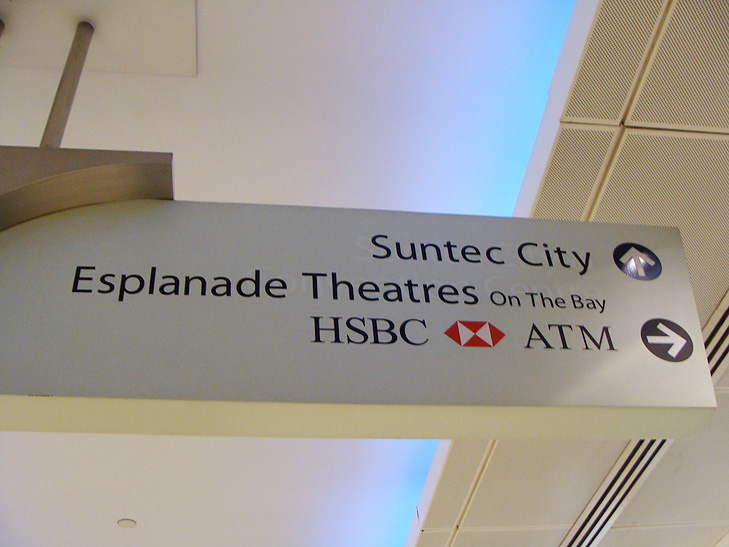 Suntec City
Esplanade Theatres On The Bay
HSBC ATM